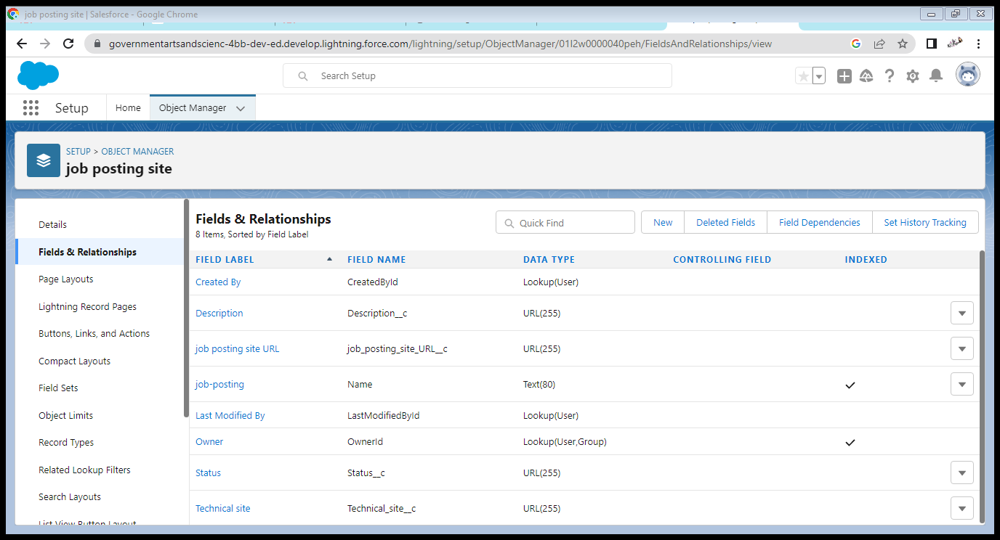 job posting site | Salesforce - Google Chrome
governmentartsandscienc-4bb-dev-ed.develop.lightning.force.com/lightning/setup/ObjectManager/01I2w0000040peh/FieldsAndRelationships/view
Search Setup
Setup Home Object Manager
SETUP > OBJECT MANAGER
job posting site
Details
Fields & Relationships
Page Layouts
Lightning Record Pages
Buttons, Links, and Actions
Compact Layouts
Field Sets
Object Limits
Record Types
Related Lookup Filters
Search Layouts
List View Button Layout
Fields & Relationships
8 Items, Sorted by Field Label
Quick Find
New Deleted Fields Field Dependencies Set History Tracking
FIELD LABEL FIELD NAME DATA TYPE CONTROLLING FIELD INDEXED
Created By CreatedById Lookup(User)
Description Description__c URL(255)
job posting site URL job_posting_site_URL__c URL(255)
job-posting Name Text(80)
Last Modified By LastModifiedById Lookup(User)
Owner OwnerId Lookup(User,Group)
Status Status__c URL(255)
Technical site Technical_site__c URL(255)